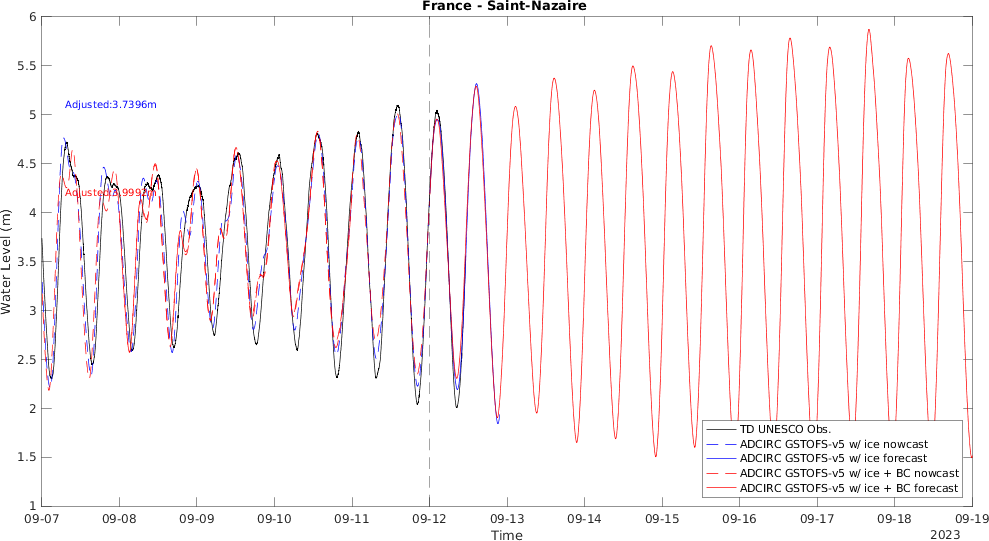 France - Saint-Nazaire
6
5.5
5
4.5
4
3.5
3
2.5
2
1.5
1
Water Level (m)
Adjusted:3.7396m
TD UNESCO Obs.
ADCIRC GSTOFS-v5 w/ ice nowcast
ADCIRC GSTOFS-v5 w/ ice forecast
ADCIRC GSTOFS-v5 w/ ice + BC nowcast
ADCIRC GSTOFS-v5 w/ ice + BC forecast
09-07 09-08 09-09 09-10 09-11 09-12 09-13 09-14 09-15 09-16 09-17 09-18 09-19
Time
2023